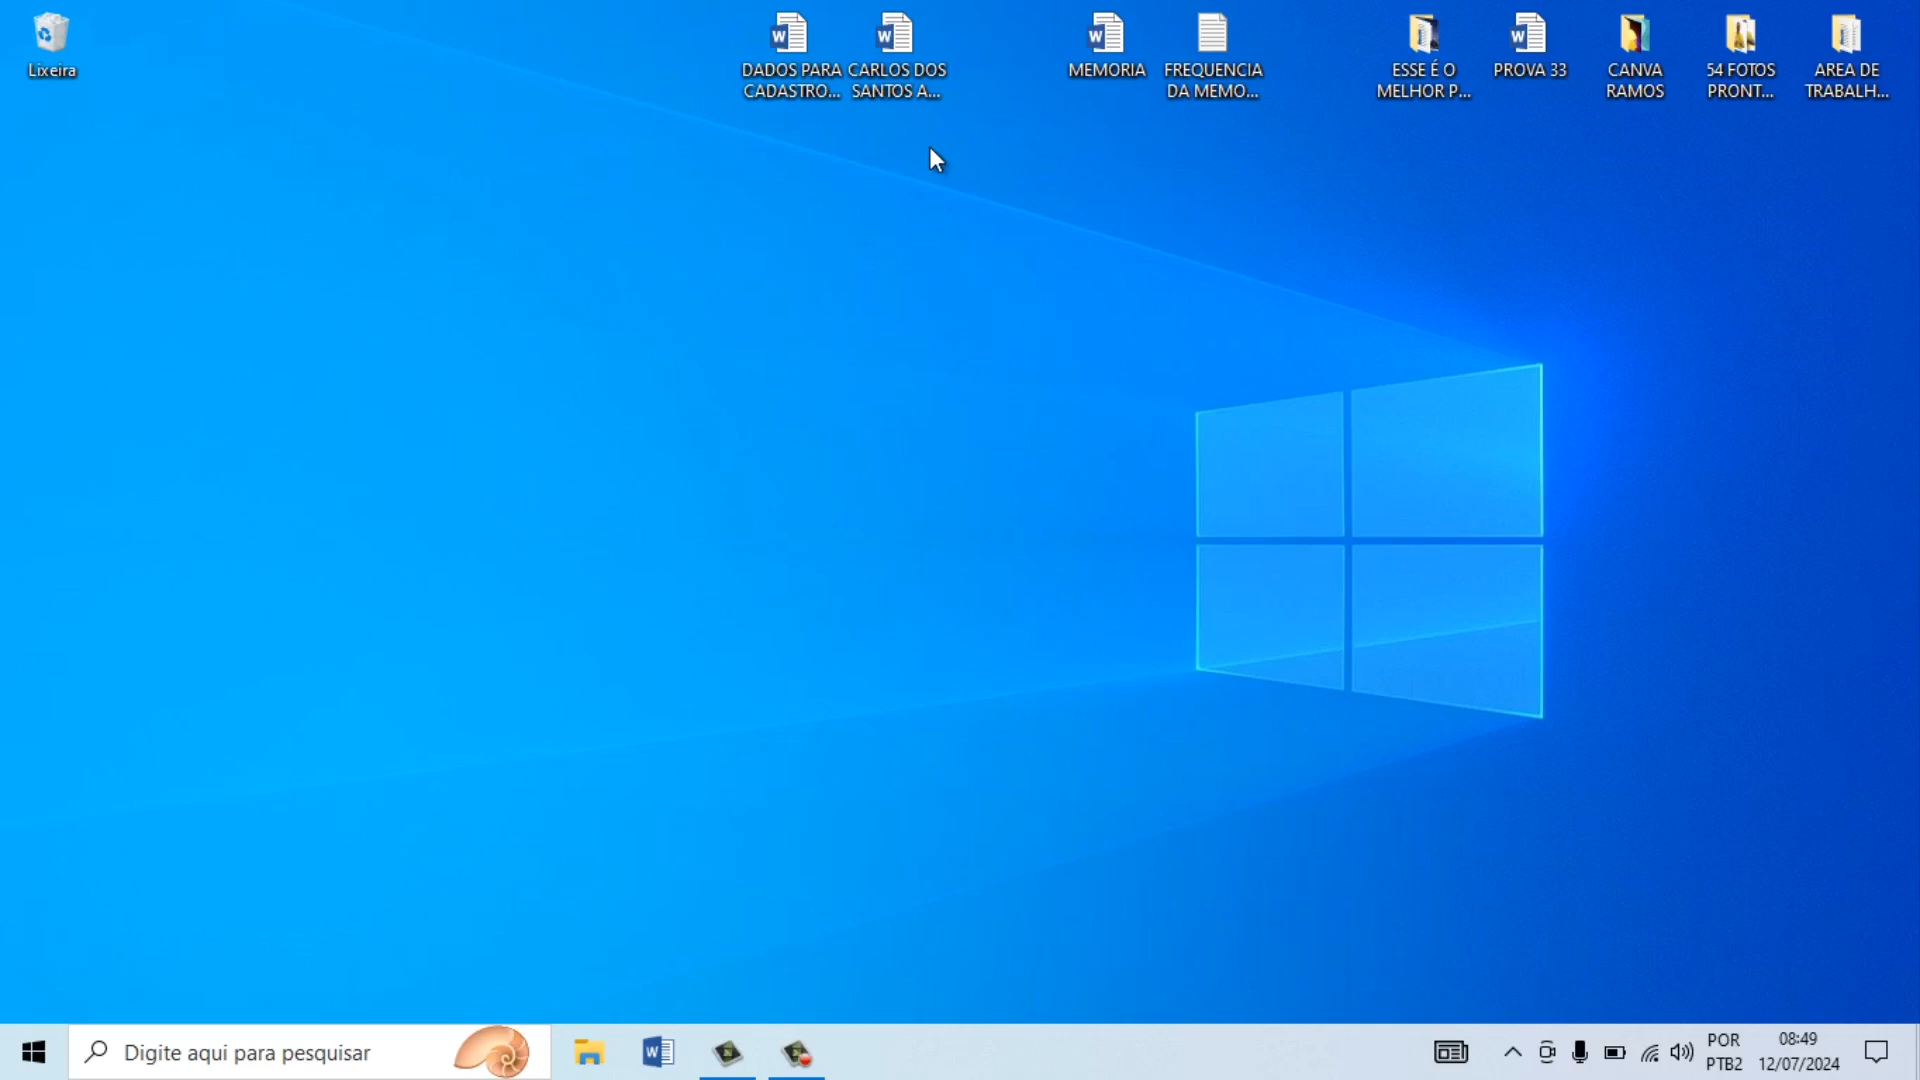 Lixeira
DADOS PARA
CADASTRO...
CARLOS DOS
SANTOS A...
MEMORIA
FREQUENCIA
DA MEMO...
ESSE É O
MELHOR P...
PROVA 33
CANVA
RAMOS
54 FOTOS
PRONT...
AREA DE
TRABALH...
Digite aqui para pesquisar
POR
PTB2
08:49
12/07/2024